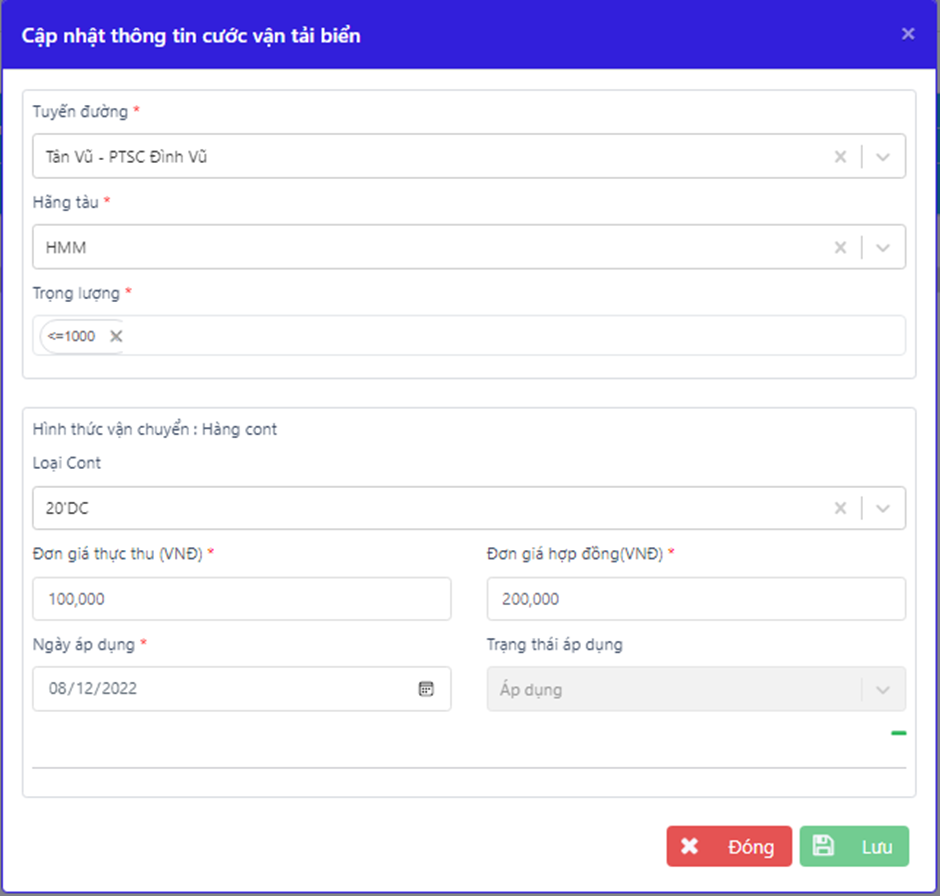 Cập nhật thông tin cước vận tải biển
Tuyến đường *
Tân Vũ - PTSC Đình Vũ
Hãng tàu *
HMM
Trọng lượng *
<=1000
Hình thức vận chuyển : Hàng cont
Loại Cont
20'DC
Đơn giá thực thu (VNĐ) * Đơn giá hợp đồng(VNĐ) *
100,000 200,000
Ngày áp dụng * Trạng thái áp dụng
08/12/2022 Áp dụng
Đóng Lưu